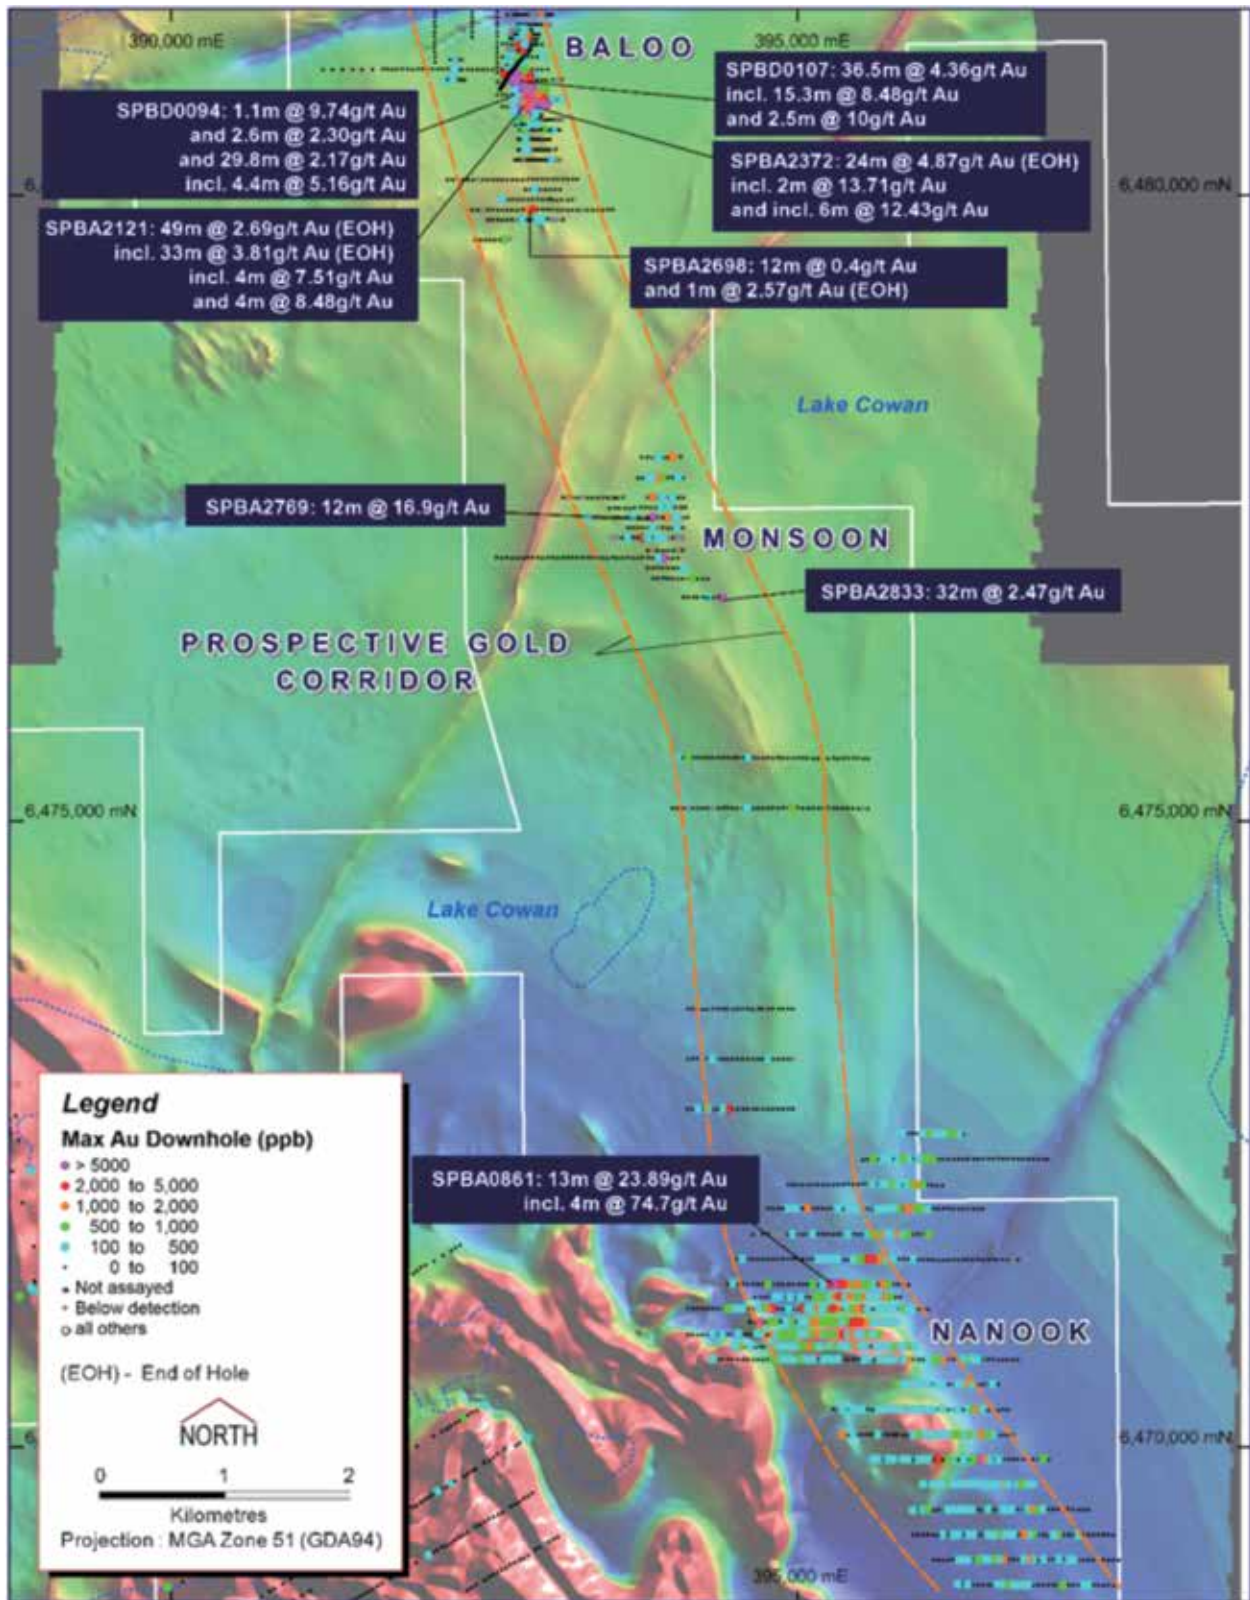 390,000 mE
395,000 mE
BALOO
SPBD0107: 36.5m @ 4.36g/t Au
incl. 15.3m @ 8.48g/t Au
and 2.5m @ 10g/t Au
SPBD0094: 1.1m @ 9.74g/t Au
and 2.6m @ 2.30g/t Au
and 29.8m @ 2.17g/t Au
incl. 4.4m @ 5.16g/t Au
SPBA2372: 24m @ 4.87g/t Au (EOH)
incl. 2m @ 13.71g/t Au
and incl. 6m @ 12.43g/t Au
6,480,000 mN
SPBA2121: 49m @ 2.69g/t Au (EOH)
incl. 33m @ 3.81g/t Au (EOH)
incl. 4m @ 7.51g/t Au
and 4m @ 8.48g/t Au
SPBA2698: 12m @ 0.4g/t Au
and 1m @ 2.57g/t Au (EOH)
Lake Cowan
SPBA2769: 12m @ 16.9g/t Au
MONSOON
SPBA2833: 32m @ 2.47g/t Au
PROSPECTIVE GOLD
CORRIDOR
6,475,000 mN
6,475,000 mN
Lake Cowan
Legend
Max Au Downhole (ppb)
> 5000
2,000 to 5,000
1,000 to 2,000
500 to 1,000
100 to 500
0 to 100
Not assayed
Below detection
all others
(EOH) - End of Hole
NORTH
0 1 2
Kilometres
Projection : MGA Zone 51 (GDA94)
SPBA0861: 13m @ 23.89g/t Au
incl. 4m @ 74.7g/t Au
NANOOK
6,470,000 mN
395,000 mE